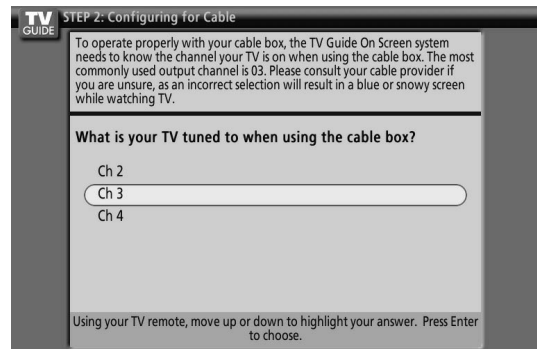 TV
GUIDE
STEP 2: Configuring for Cable
To operate properly with your cable box, the TV Guide On Screen system
needs to know the channel your TV is on when using the cable box. The most
commonly used output channel is 03. Please consult your cable provider if
you are unsure, as an incorrect selection will result in a blue or snowy screen
while watching TV.
What is your TV tuned to when using the cable box?
Ch 2
Ch 3
Ch 4
Using your TV remote, move up or down to highlight your answer. Press Enter
to choose.